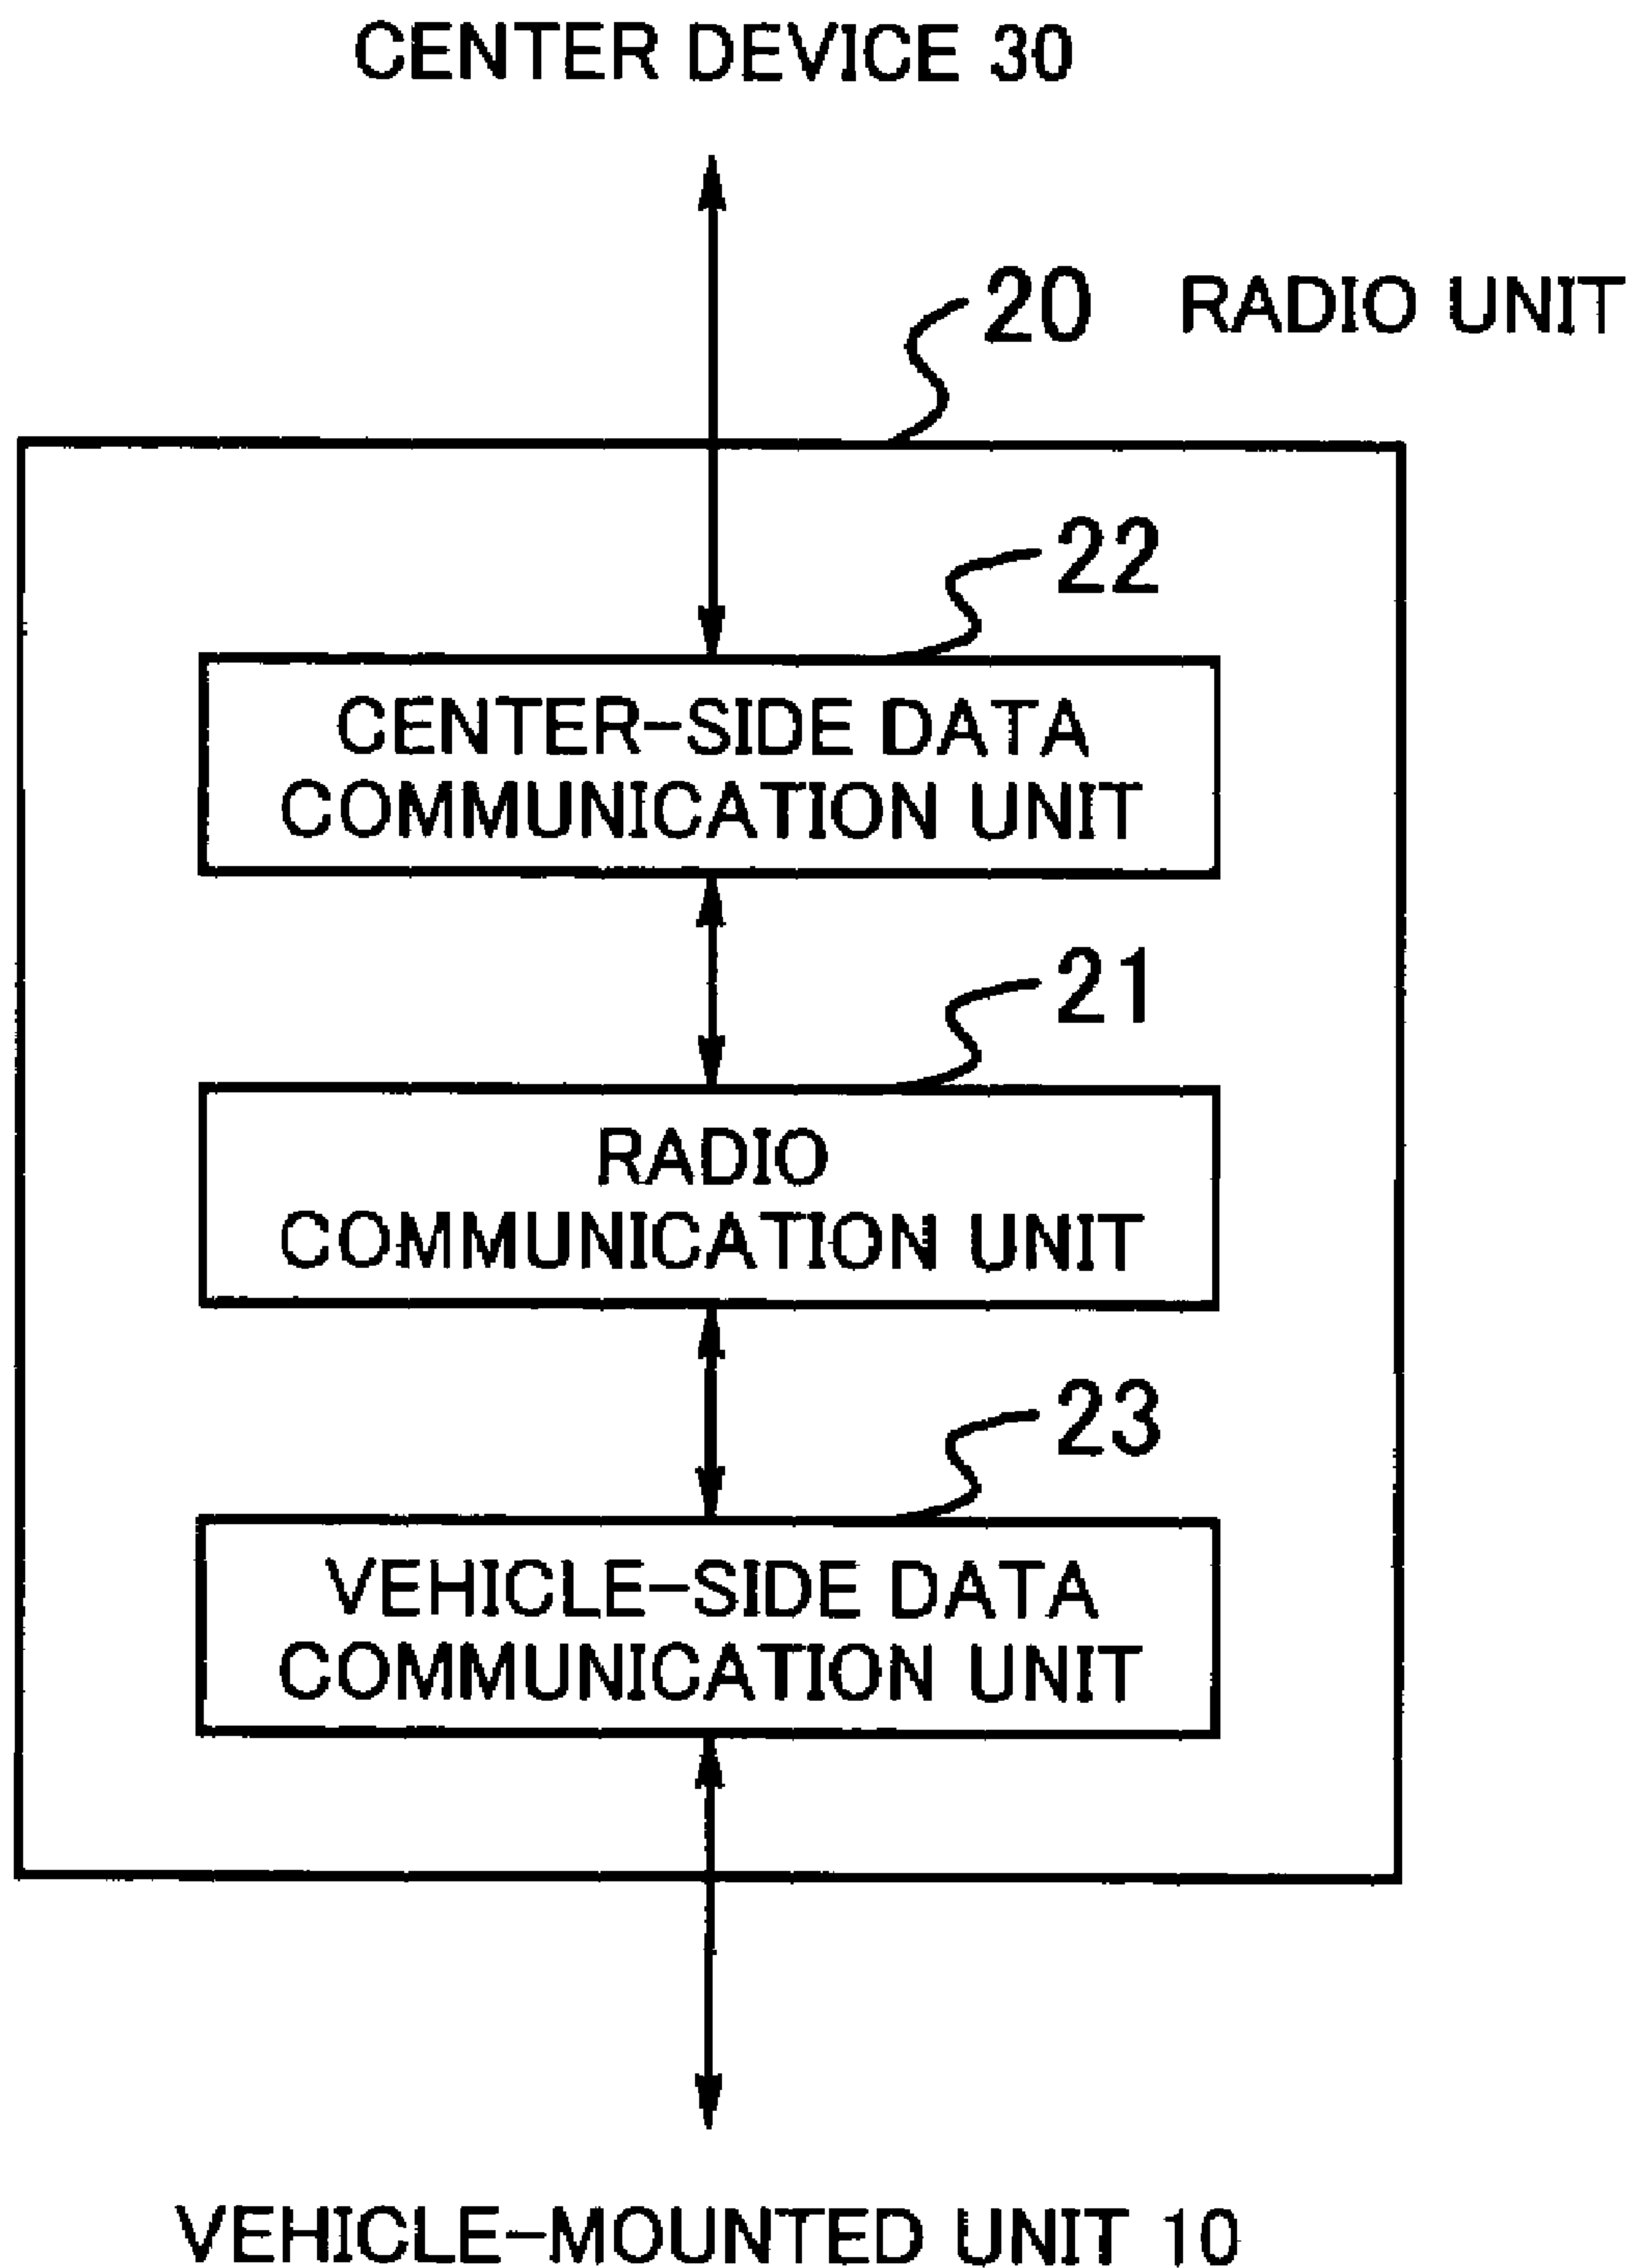 CENTER DEVICE 30
20 RADIO UNIT
22
CENTER-SIDE DATA
COMMUNICATION UNIT
21
RADIO
COMMUNICATION UNIT
23
VEHICLE-SIDE DATA
COMMUNICATION UNIT
VEHICLE-MOUNTED UNIT 10